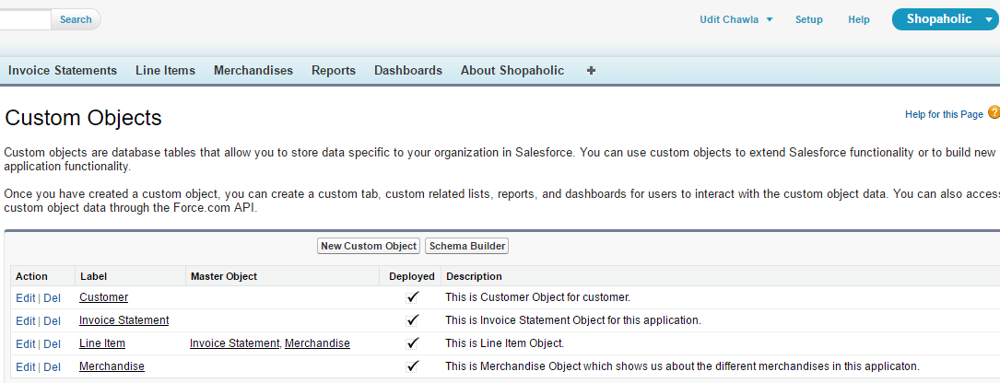 Search
Udit Chawla
Setup
Help
Shopaholic
Invoice Statements Line Items Merchandises Reports Dashboards About Shopaholic +
Custom Objects
Help for this Page ?
Custom objects are database tables that allow you to store data specific to your organization in Salesforce. You can use custom objects to extend Salesforce functionality or to build new
application functionality.
Once you have created a custom object, you can create a custom tab, custom related lists, reports, and dashboards for users to interact with the custom object data. You can also access
custom object data through the Force.com API.
New Custom Object Schema Builder
Action Label Master Object Deployed Description
Edit | Del Customer ✓ This is Customer Object for customer.
Edit | Del Invoice Statement ✓ This is Invoice Statement Object for this application.
Edit | Del Line Item Invoice Statement, Merchandise ✓ This is Line Item Object.
Edit | Del Merchandise ✓ This is Merchandise Object which shows us about the different merchandises in this applicaton.